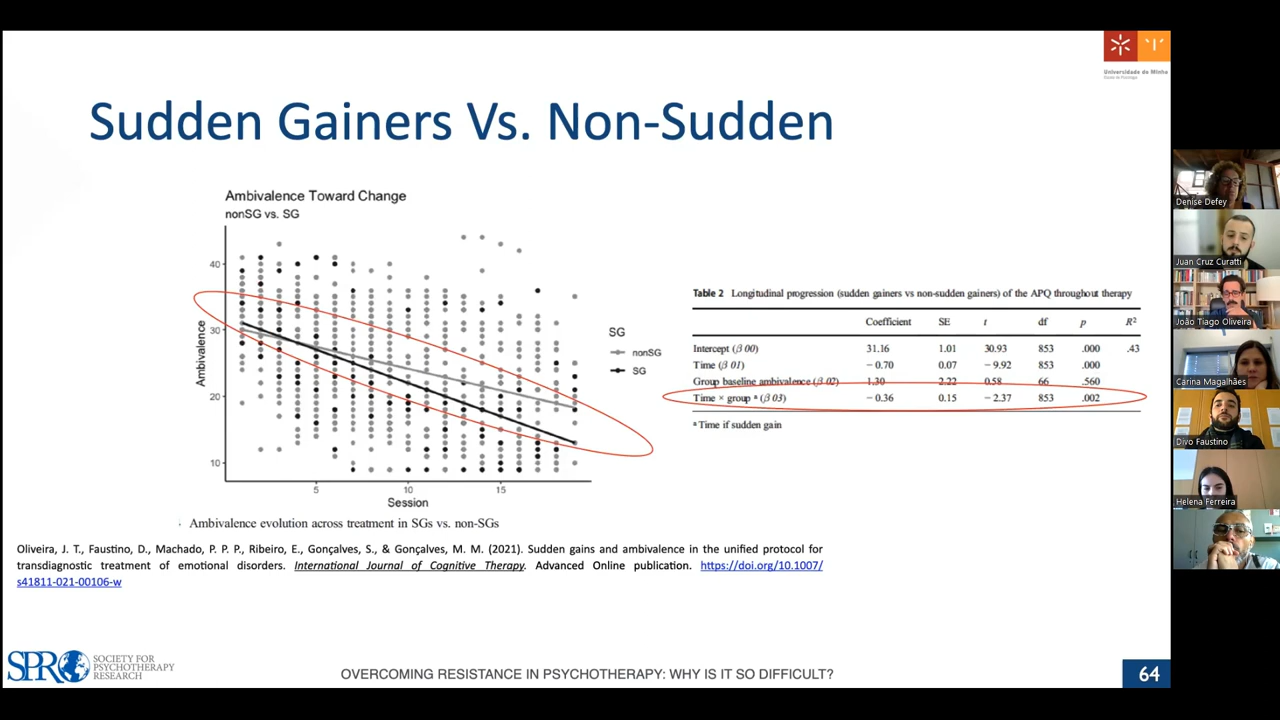 Universidade do Minho
Sudden Gainers Vs. Non-Sudden
Ambivalence Toward Change
nonSG vs. SG
40
30
20
10
Ambivalence
5
10
15
Session
SG
nonSG
SG
Ambivalence evolution across treatment in SGs vs. non-SGs
Table 2 Longitudinal progression (sudden gainers vs non-sudden gainers) of the APQ throughout therapy
Coefficient SE t df p R²
Intercept (β 00) 31.16 1.01 30.93 853 .000 .43
Time (β 01) −0.70 0.07 −9.92 853 .000
Group baseline ambivalence (β 02) 1.30 2.22 0.58 66 .560
Time × group ᵃ (β 03) −0.36 0.15 −2.37 853 .002
ᵃ Time if sudden gain
Oliveira, J. T., Faustino, D., Machado, P. P. P., Ribeiro, E., Gonçalves, S., & Gonçalves, M. M. (2021). Sudden gains and ambivalence in the unified protocol for
transdiagnostic treatment of emotional disorders. International Journal of Cognitive Therapy. Advanced Online publication. https://doi.org/10.1007/
s41811-021-00106-w
SPR
SOCIETY FOR
PSYCHOTHERAPY
RESEARCH
OVERCOMING RESISTANCE IN PSYCHOTHERAPY: WHY IS IT SO DIFFICULT?
64
Denise Defey
Juan Cruz Curatti
João Tiago Oliveira
Carina Magalhães
Divo Faustino
Helena Ferreira